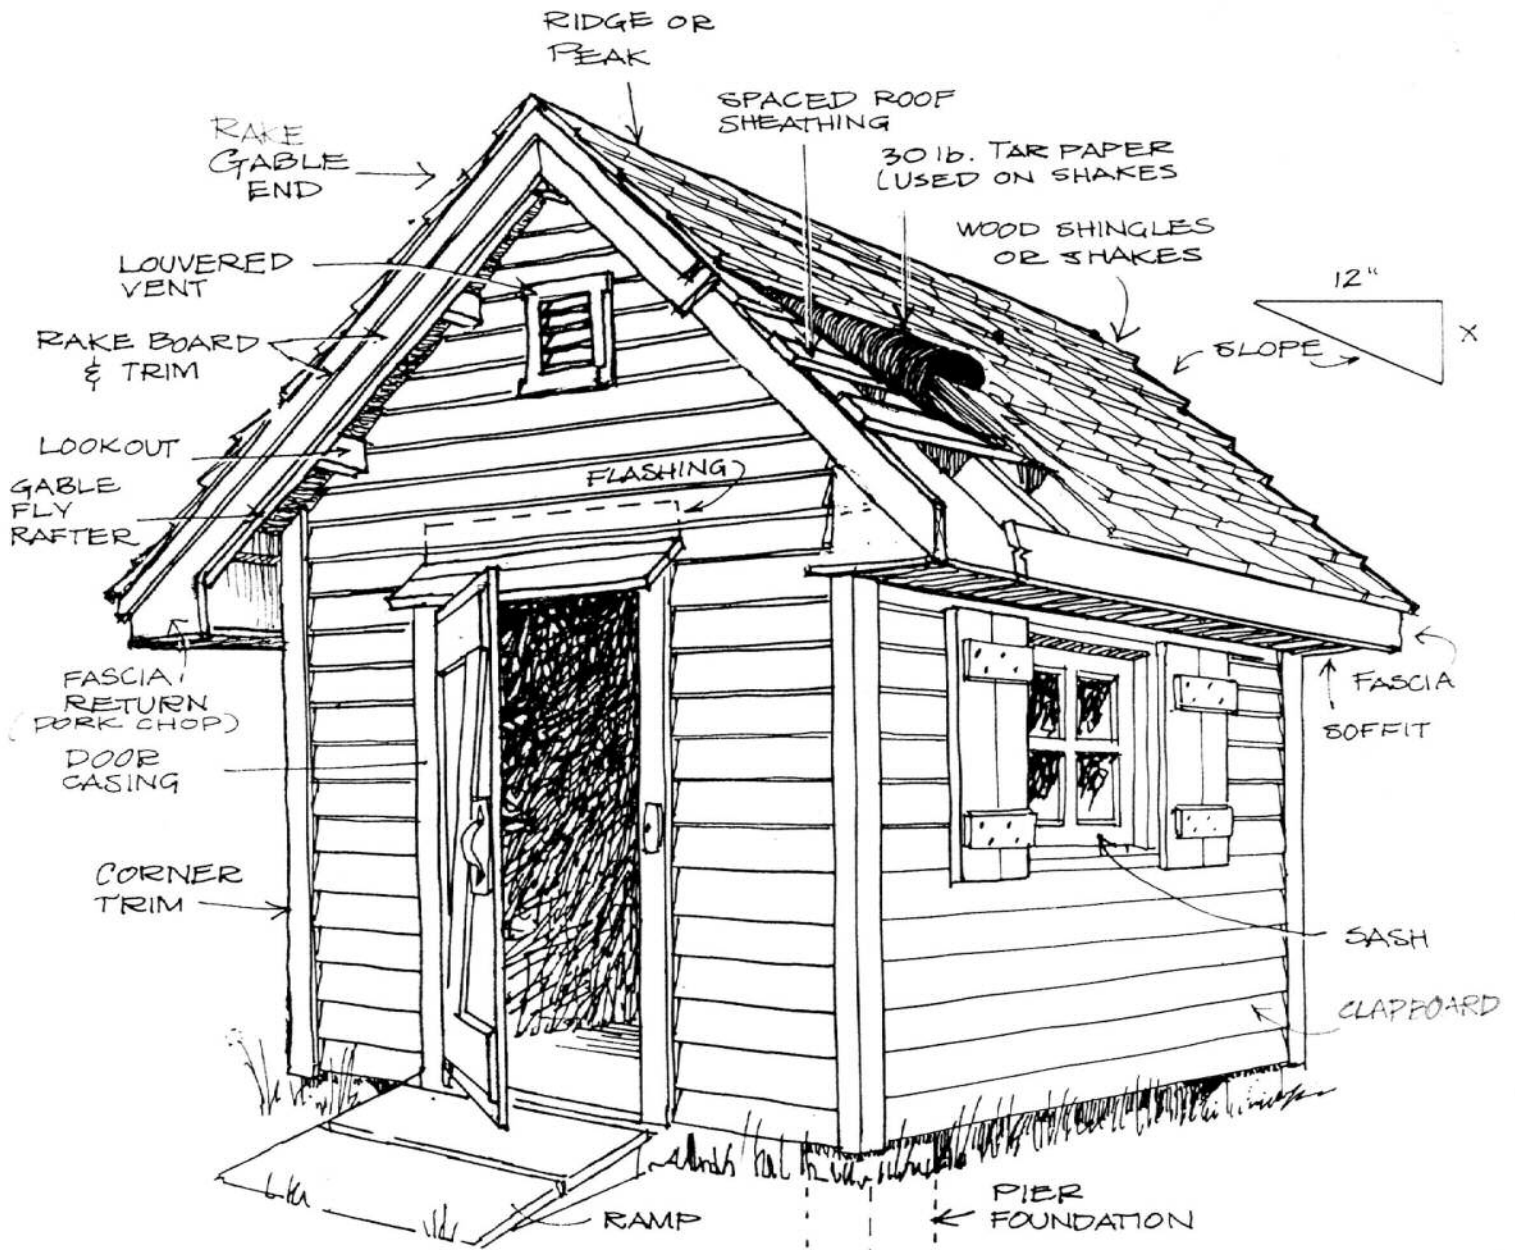 RIDGE OR
PEAK
SPACED ROOF
SHEATHING
30 lb. TAR PAPER
(USED ON SHAKES
WOOD SHINGLES
OR SHAKES
RAKE
GABLE
END
LOUVERED
VENT
12"
X
SLOPE
RAKE BOARD
& TRIM
LOOKOUT
FLASHING
GABLE
FLY
RAFTER
FASCIA
RETURN
(PORK CHOP)
FASCIA
SOFFIT
DOOR
CASING
CORNER
TRIM
SASH
CLAPBOARD
RAMP
PIER
FOUNDATION